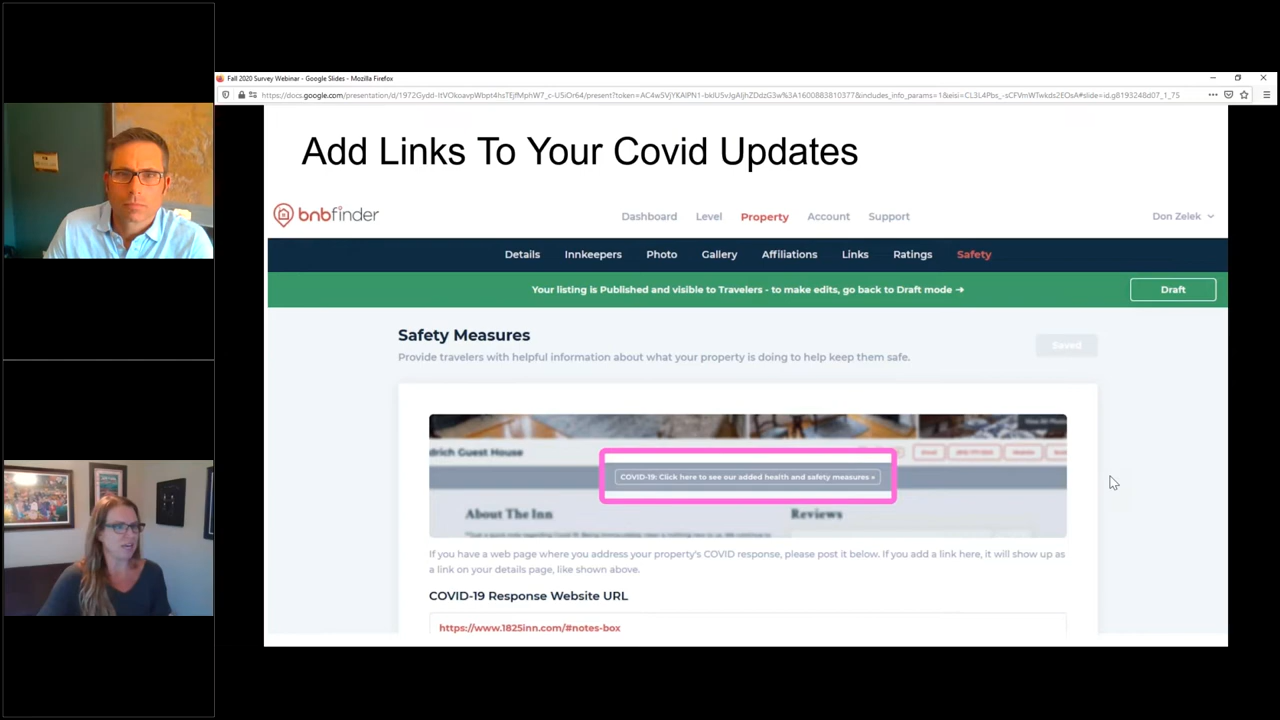 Fall 2020 Survey Webinar - Google Slides - Mozilla Firefox
Add Links To Your Covid Updates
bnbfinder
Dashboard Level Property Account Support
Don Zelek
Details Innkeepers Photo Gallery Affiliations Links Ratings Safety
Your listing is Published and visible to Travelers - to make edits, go back to Draft mode →
Draft
Safety Measures
Provide travelers with helpful information about what your property is doing to help keep them safe.
Saved
drich Guest House
COVID-19: Click here to see our added health and safety measures »
About The Inn
Reviews
If you have a web page where you address your property's COVID response, please post it below. If you add a link here, it will show up as
a link on your details page, like shown above.
COVID-19 Response Website URL
https://www.1825inn.com/#notes-box